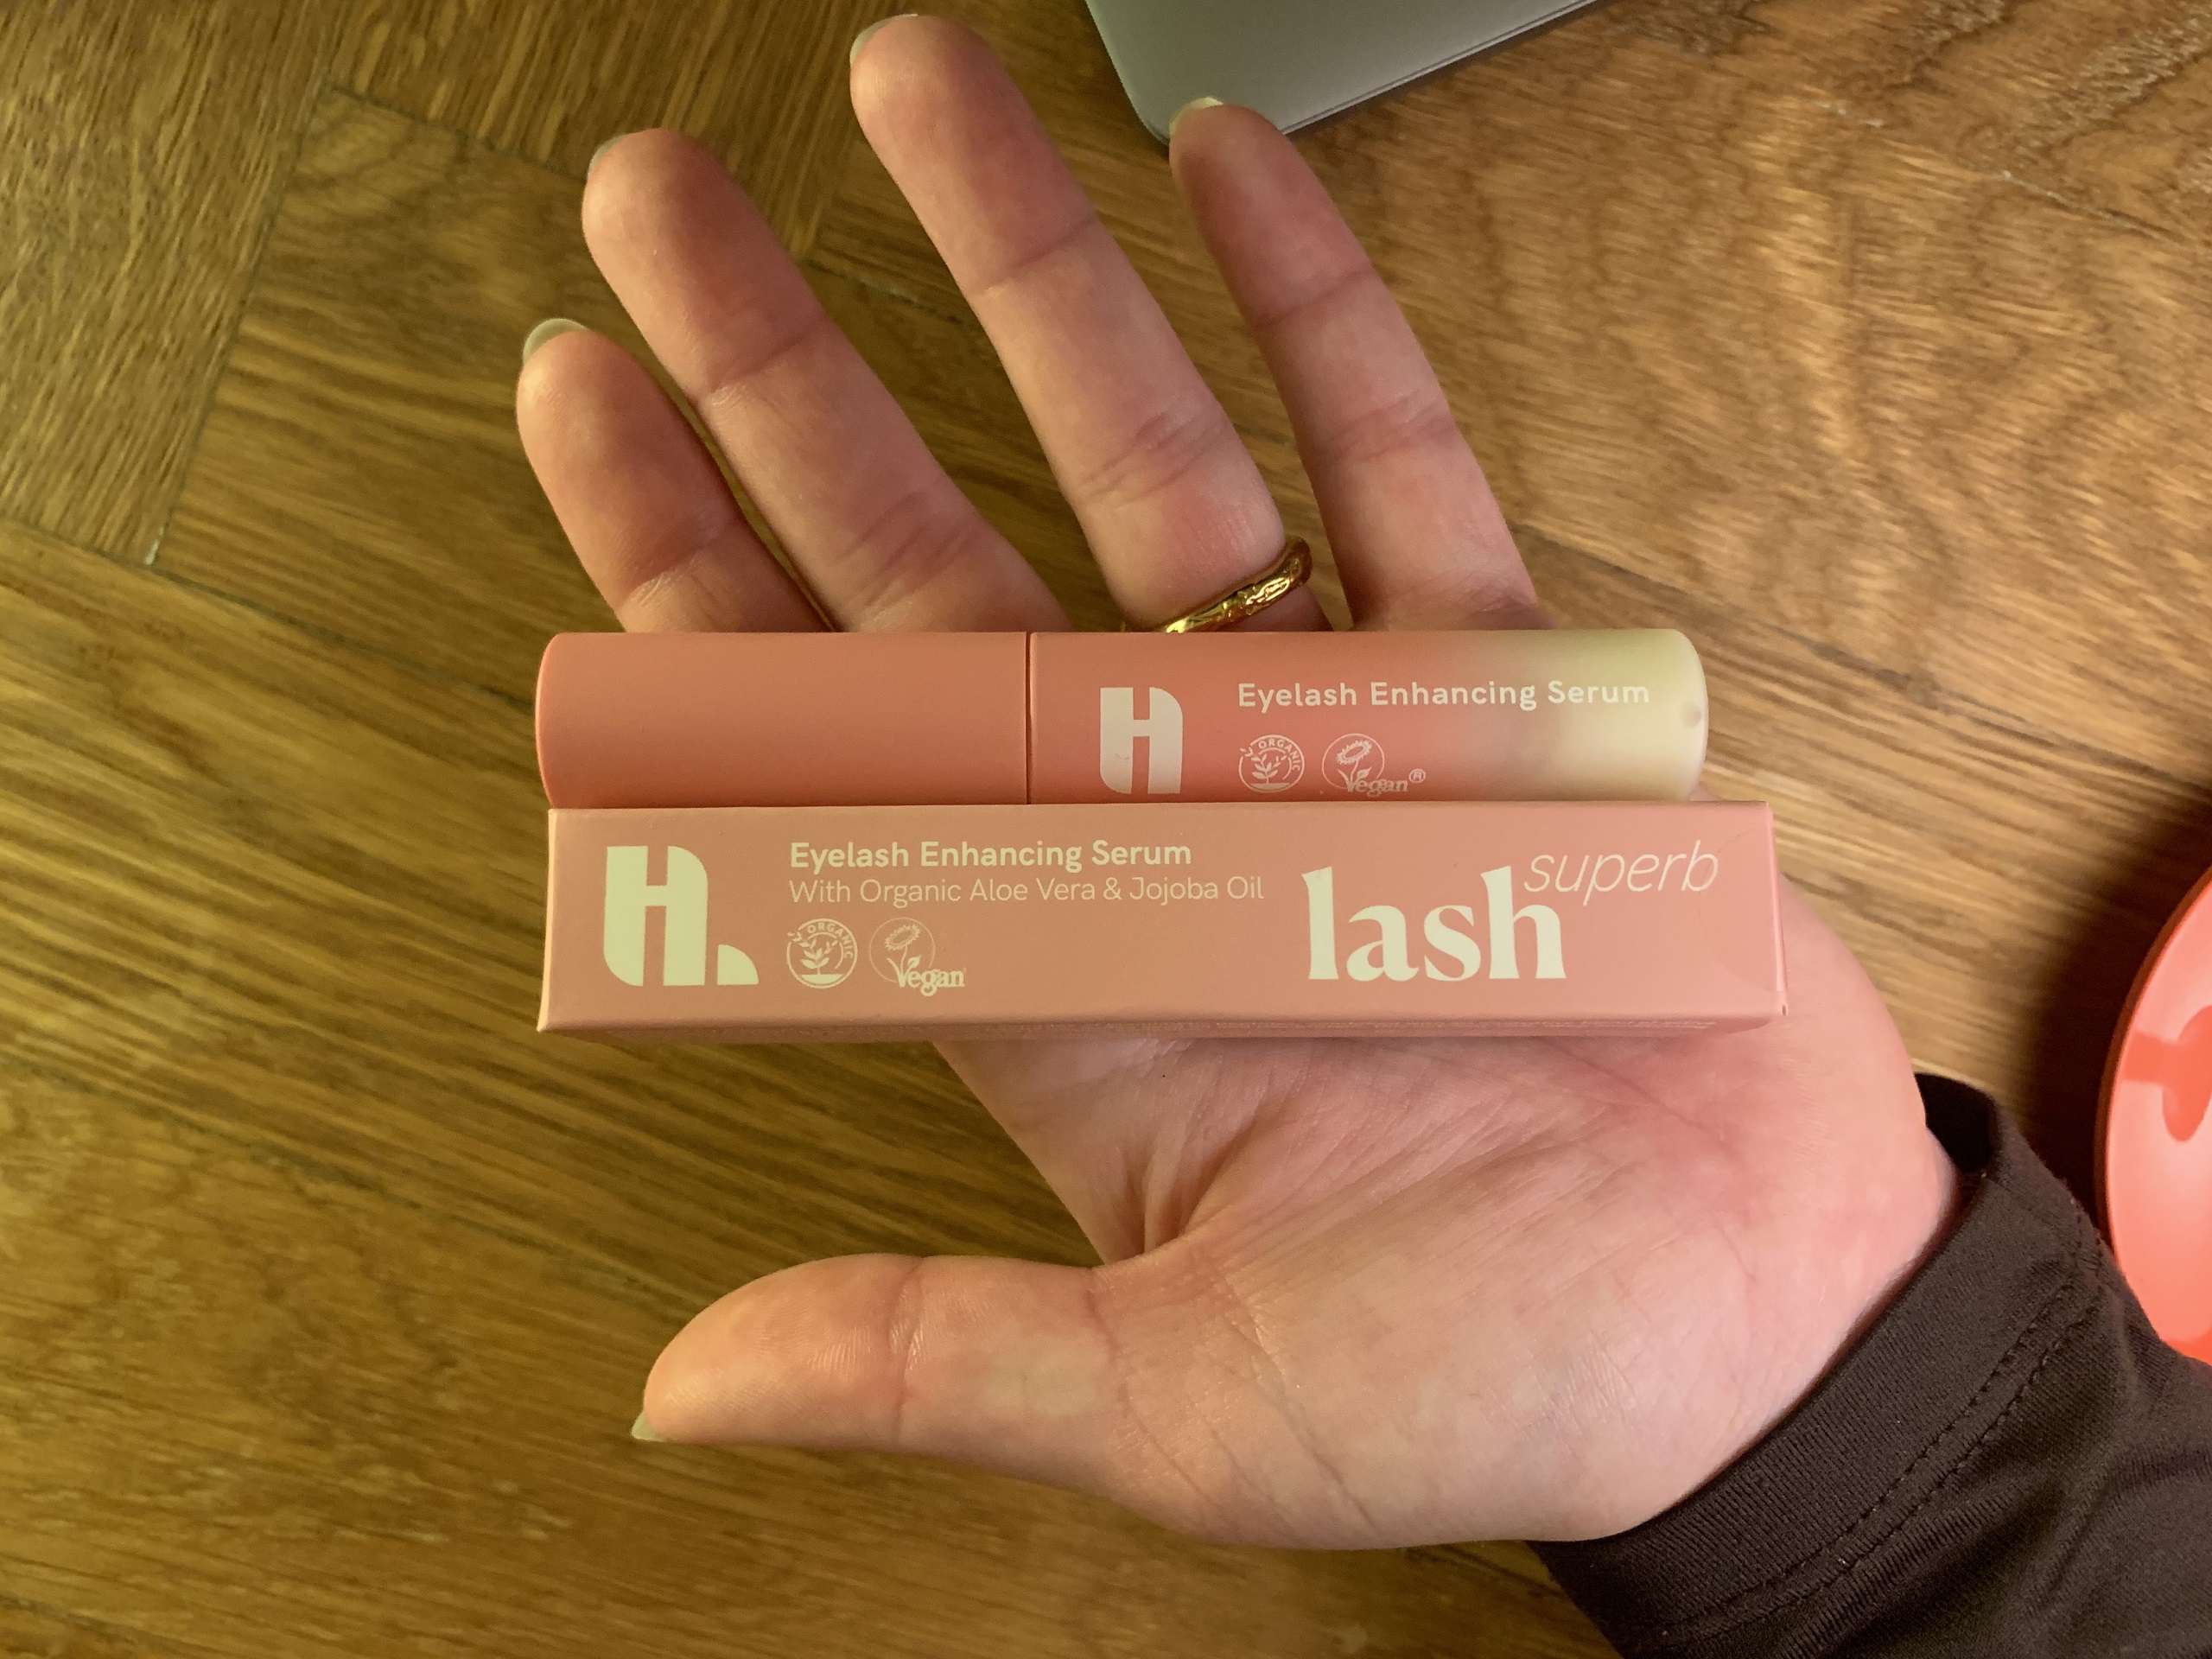 H
Eyelash Enhancing Serum
ORGANIC
Vegan®
H.
Eyelash Enhancing Serum
With Organic Aloe Vera & Jojoba Oil
ORGANIC
Vegan
lash superb